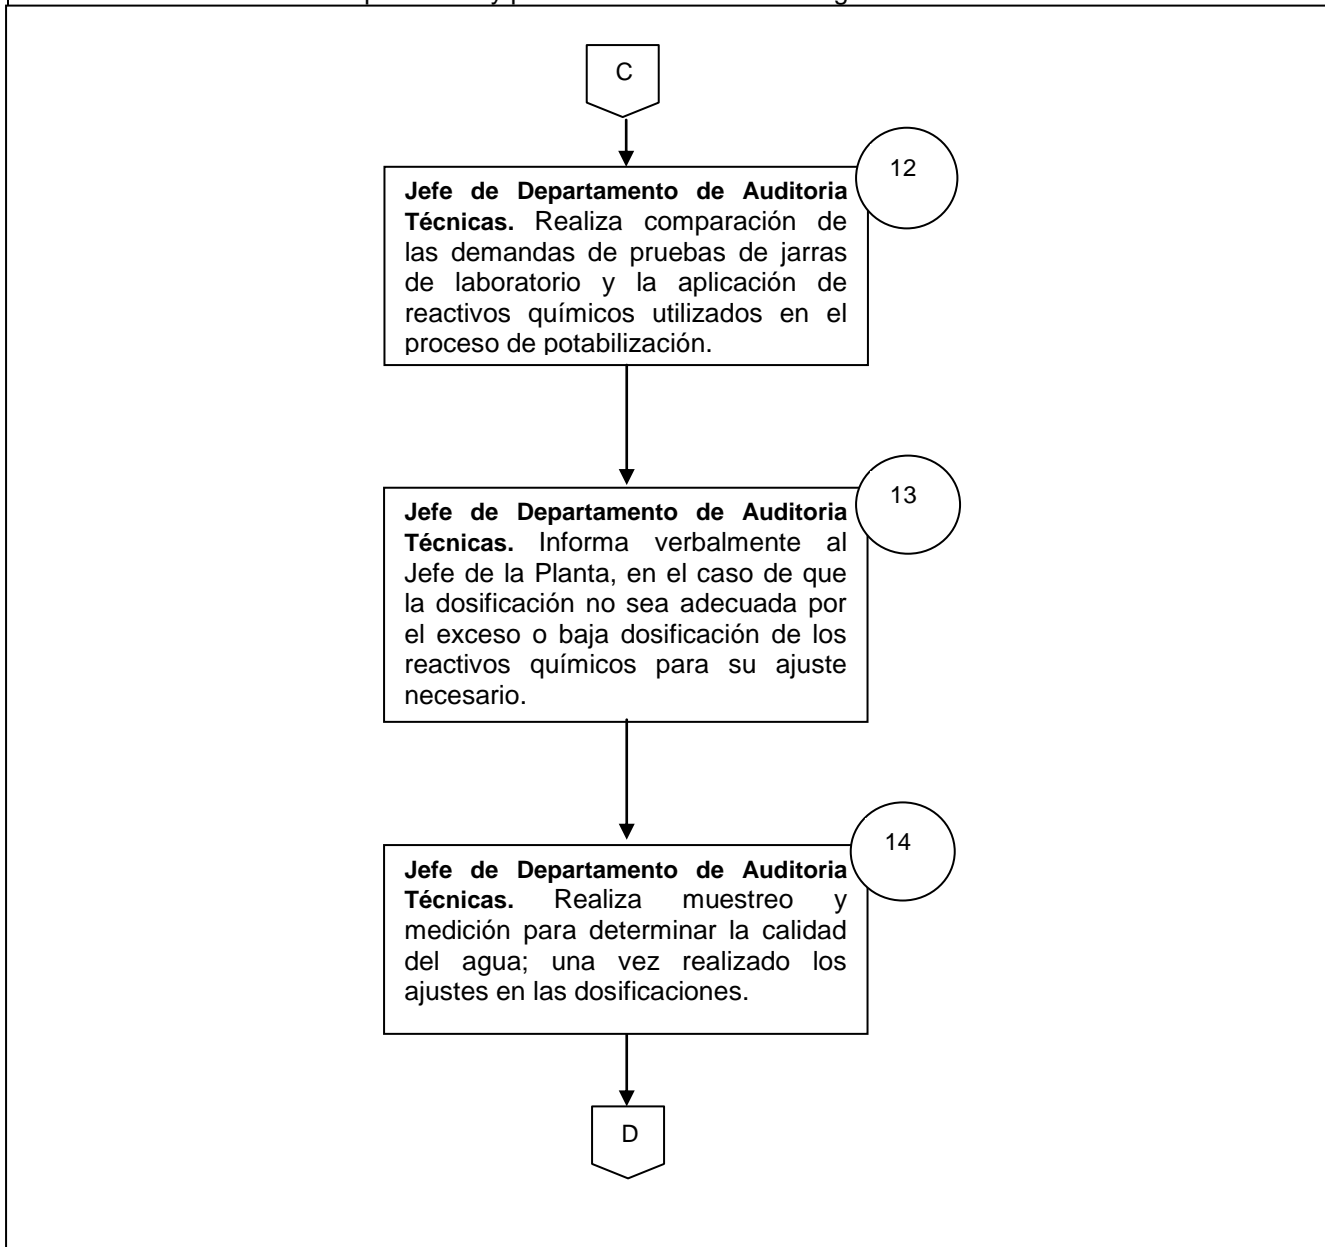 C
12
Jefe de Departamento de Auditoria
Técnicas. Realiza comparación de
las demandas de pruebas de jarras
de laboratorio y la aplicación de
reactivos químicos utilizados en el
proceso de potabilización.
13
Jefe de Departamento de Auditoria
Técnicas. Informa verbalmente al
Jefe de la Planta, en el caso de que
la dosificación no sea adecuada por
el exceso o baja dosificación de los
reactivos químicos para su ajuste
necesario.
14
Jefe de Departamento de Auditoria
Técnicas. Realiza muestreo y
medición para determinar la calidad
del agua; una vez realizado los
ajustes en las dosificaciones.
D